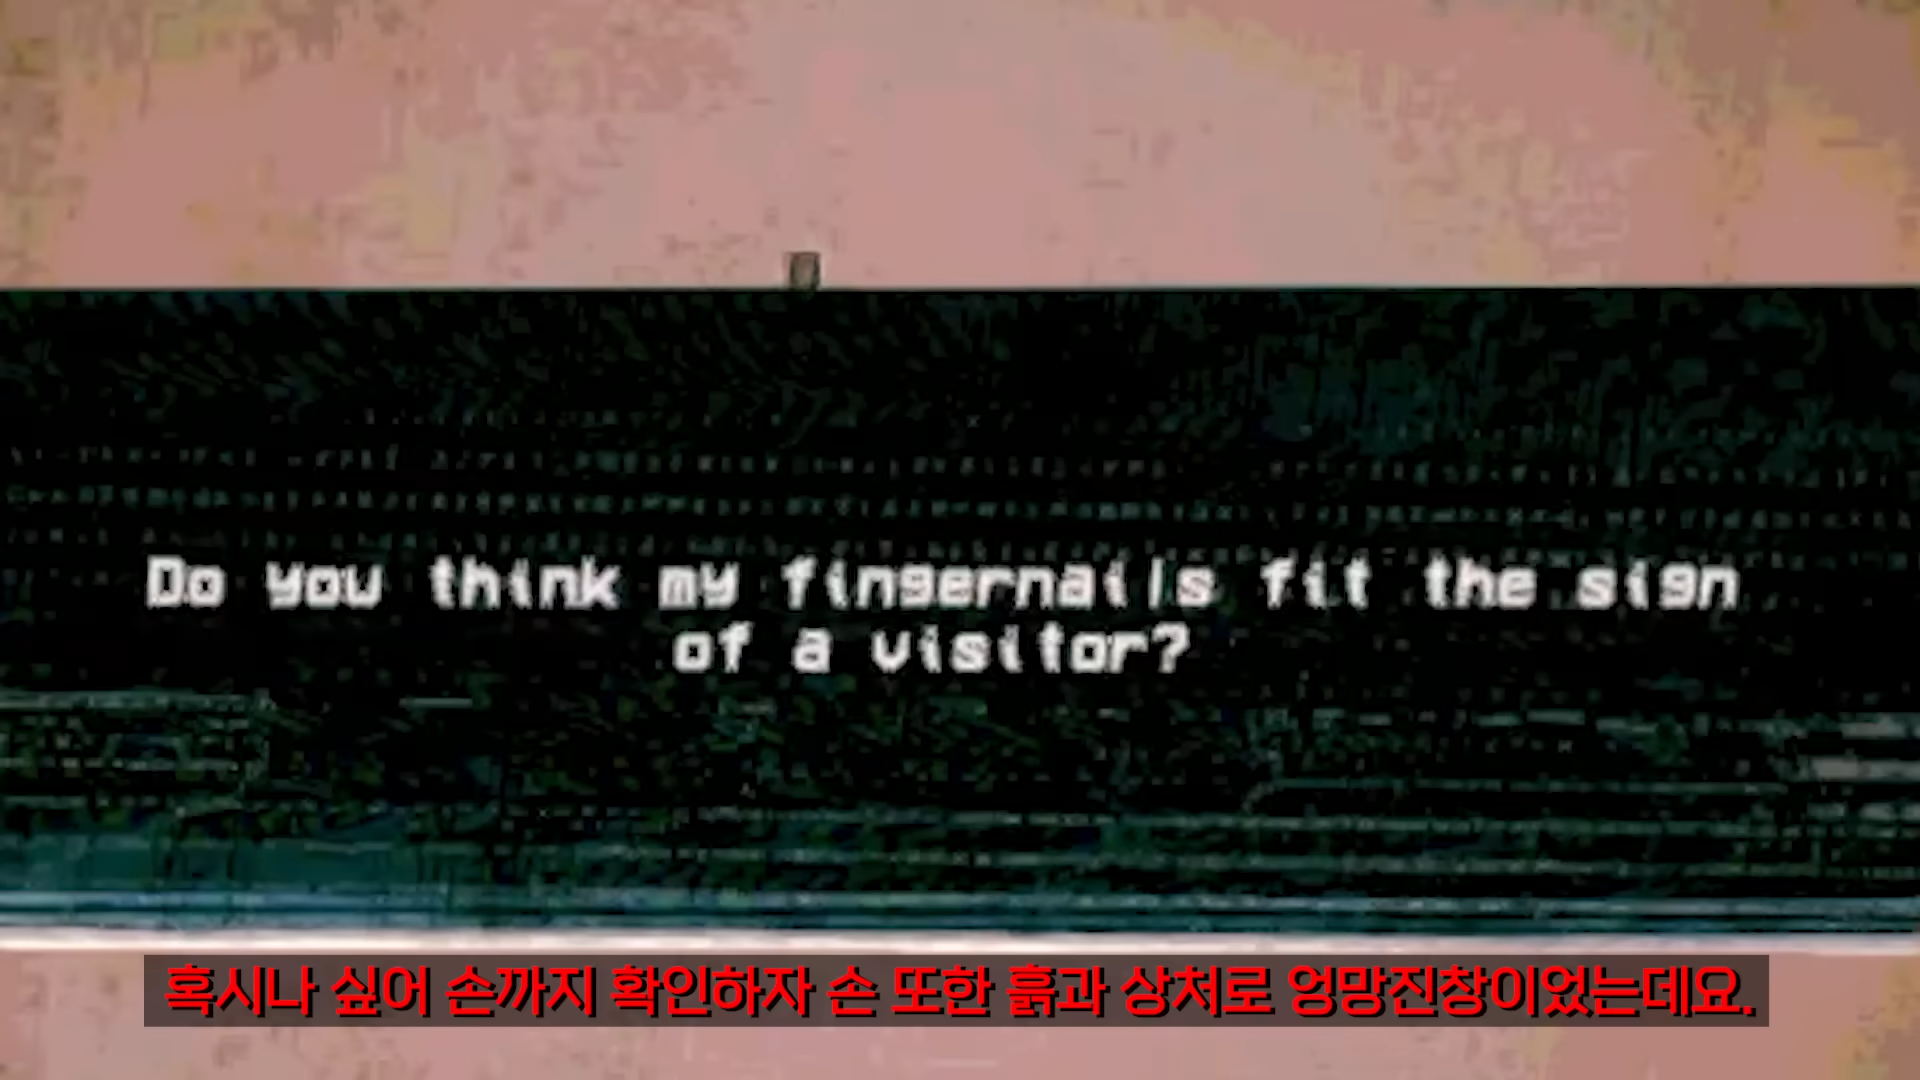 Do you think my fingernails fit the sign
of a visitor?
혹시나 싶어 손까지 확인하자 손 또한 흙과 상처로 엉망진창이었는데요.